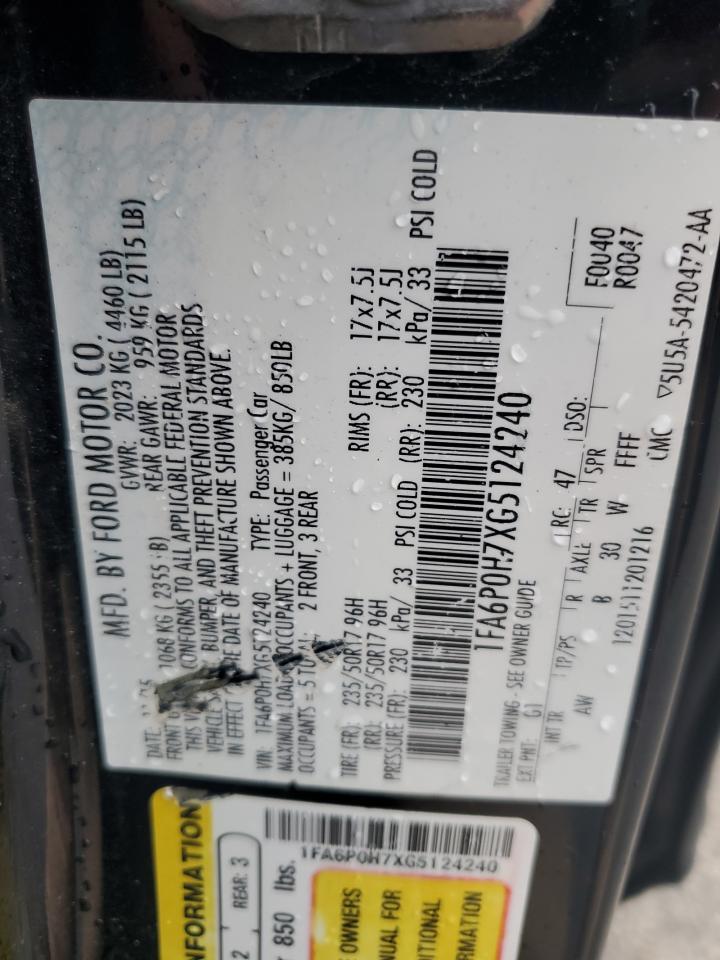 MFD. BY FORD MOTOR CO.
DATE: GVWR: 2023 KG ( 4460 LB)
FRONT 1068 KG ( 2355 REAR GAWR: 959 KG ( 2115 LB)
THIS CONFORMS TO ALL APPLICABLE FEDERAL MOTOR
VEHICLE BUMPER, AND THEFT PREVENTION STANDARDS
IN EFFECT DATE OF MANUFACTURE SHOWN ABOVE.
VIN: 1FA6P0H7XG5124240 TYPE: Passenger Car
MAXIMUM LOAD OCCUPANTS + LUGGAGE = 385KG/ 850LB
OCCUPANTS = 5 2 FRONT, 3 REAR
TIRE (FR): 235/50R17 96H RIMS (FR): 17x7.5j
(RR): 235/50R17 96H (RR): 17x7.5J
PRESSURE (FR): 230 kPa/ 33 PSI COLD (RR): 230 kPa/ 33 PSI COLD
1FA6P0H7XG5124240
TRAILER TOWING - SEE OWNER GUIDE
EXT PNT: G1 RC: 47 DSO:
INT TR TP/PS R AXLE TR SPR
AW B 30 W FFFF
F0U40
R0047
1201511201216 CMC ▽5U5A-5420472-AA
NFORMATION
2 REAR: 3
850 lbs.
1FA6P0H7XG5124240
OWNERS
NUAL FOR
DITIONAL
RMATION